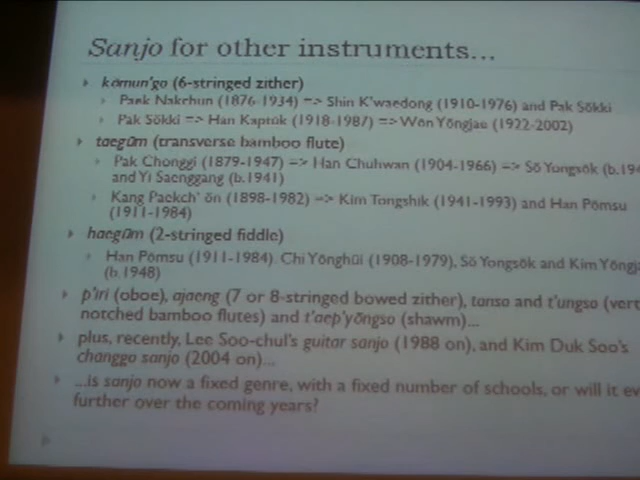 Sanjo for other instruments...
kŏmun'go (6-stringed zither)
Paek Nakchun (1876-1934) => Shin K'waedong (1910-1976) and Pak Sŏkki
Pak Sŏkki => Han Kaptŭk (1918-1987) =>Wŏn Yŏngjae (1922-2002)
taegŭm (transverse bamboo flute)
Pak Chonggi (1879-1947) => Han Chuhwan (1904-1966) => Sŏ Yongsŏk (b.194
and Yi Saenggang (b.1941)
Kang Paekch' ŏn (1898-1982) => Kim Tongshik (1941-1993) and Han Pŏmsu
(1911-1984)
haegŭm (2-stringed fiddle)
Han Pŏmsu (1911-1984). Chi Yŏnghŭi (1908-1979), Sŏ Yongsŏk and Kim Yŏngja
(b.1948)
p'iri (oboe), ajaeng (7 or 8-stringed bowed zither), tanso and t'ungso (vert
notched bamboo flutes) and t'aep'yŏngso (shawm)...
plus, recently, Lee Soo-chul's guitar sanjo (1988 on), and Kim Duk Soo's
changgo sanjo (2004 on)...
...is sanjo now a fixed genre, with a fixed number of schools, or will it ev
further over the coming years?